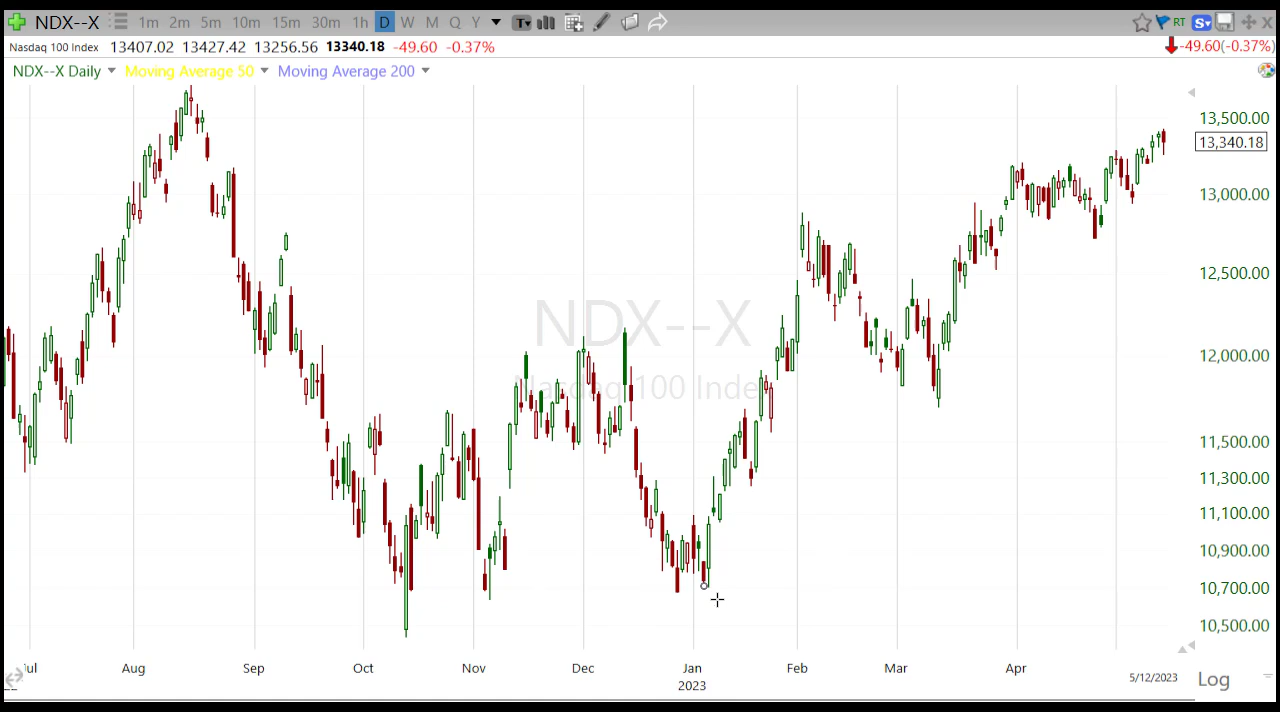 NDX--X 1m 2m 5m 10m 15m 30m 1h D W M Q Y T RT S
Nasdaq 100 Index 13407.02 13427.42 13256.56 13340.18 -49.60 -0.37% -49.60(-0.37%)
NDX--X Daily Moving Average 50 Moving Average 200
13,500.00
13,340.18
13,000.00
12,500.00
NDX--X
12,000.00
Nasdaq 100 Index
11,500.00
11,300.00
11,100.00
10,900.00
10,700.00
10,500.00
Aug Sep Oct Nov Dec Jan Feb Mar Apr
2023 5/12/2023 Log